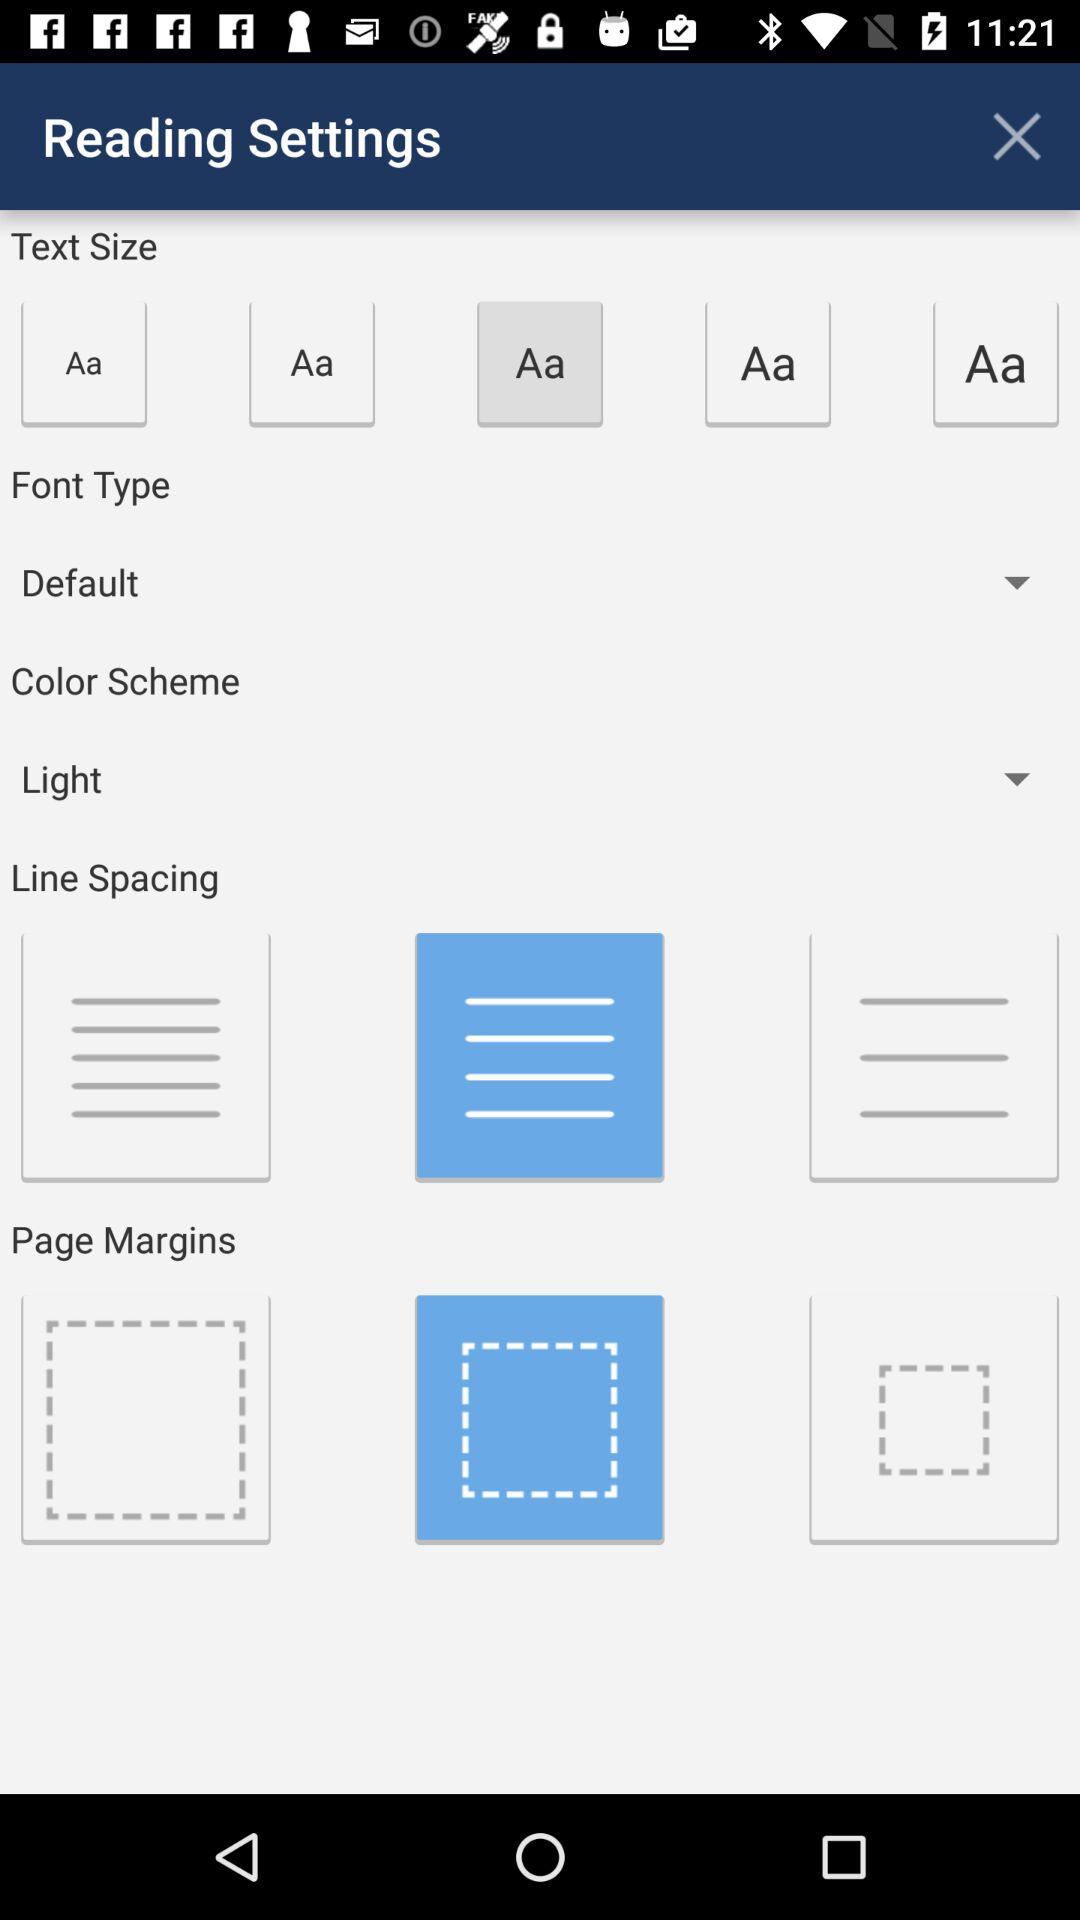 FAKE 11:21
Reading Settings
Text Size
Aa Aa Aa Aa Aa
Font Type
Default
Color Scheme
Light
Line Spacing
Page Margins